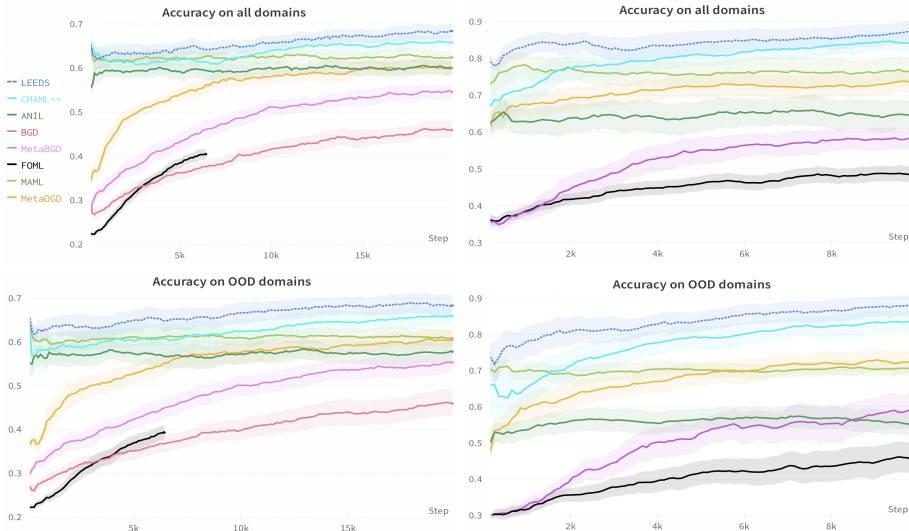 Accuracy on all domains
0.7
0.6
0.5
0.4
0.3
0.2
5k
10k
15k
Step
LEEDS
CMAML++
ANIL
BGD
MetaBGD
FOML
MAML
MetaOGD
Accuracy on all domains
0.9
0.8
0.7
0.6
0.5
0.4
0.3
2k
4k
6k
8k
Step
Accuracy on OOD domains
0.7
0.6
0.5
0.4
0.3
0.2
5k
10k
15k
Step
Accuracy on OOD domains
0.9
0.8
0.7
0.6
0.5
0.4
0.3
2k
4k
6k
8k
Step